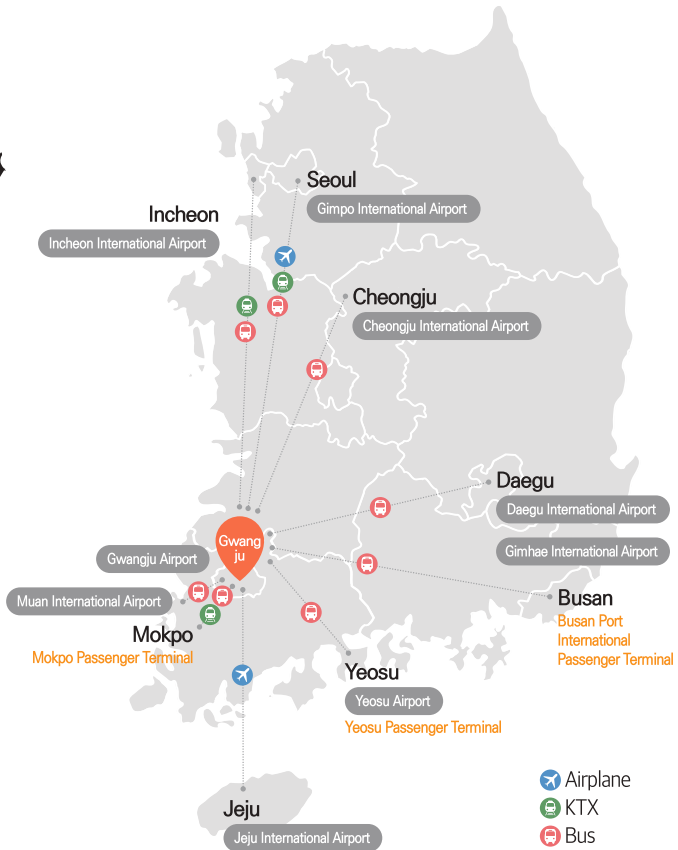 Seoul
Gimpo International Airport
Incheon
Incheon International Airport
Cheongju
Cheongju International Airport
Daegu
Daegu International Airport
Gwang
ju
Gwangju Airport
Gimhae International Airport
Muan International Airport
Busan
Busan Port
International
Passenger Terminal
Mokpo
Mokpo Passenger Terminal
Yeosu
Yeosu Airport
Yeosu Passenger Terminal
Jeju
Jeju International Airport
Airplane
KTX
Bus